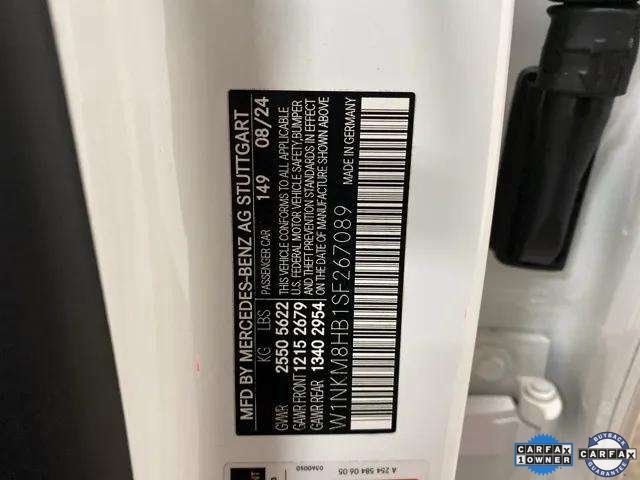 MFD BY MERCEDES-BENZ AG STUTTGART
PASSENGER CAR 149 08/24
KG LBS
GVWR 2550 5622
GAWR FRONT 1215 2679
GAWR REAR 1340 2954
THIS VEHICLE CONFORMS TO ALL APPLICABLE
U.S. FEDERAL MOTOR VEHICLE SAFETY, BUMPER
AND THEFT PREVENTION STANDARDS IN EFFECT
ON THE DATE OF MANUFACTURE SHOWN ABOVE
W1NKM8HB1SF267089
MADE IN GERMANY
A 254 584 06 05
CARFAX
1 OWNER
BUYBACK
CARFAX
QUALIFIED